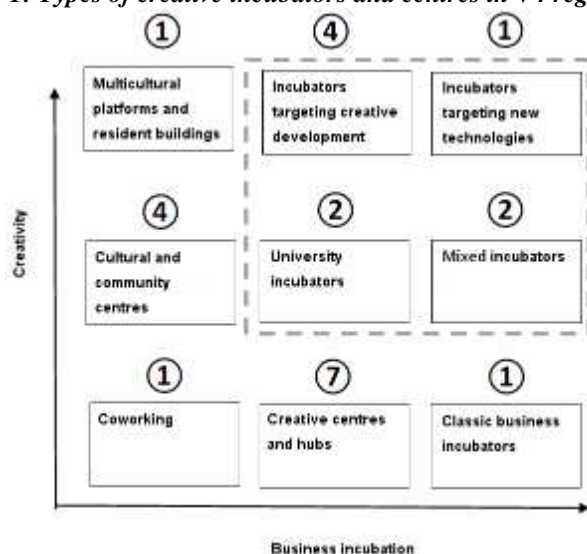 1. Types of creative incubators and centres in V4 reg
1 4 1
Multicultural
platforms and
resident buildings
Incubators
targeting creative
development
Incubators
targeting new
technologies
4 2 2
Cultural and
community
centres
University
incubators
Mixed incubators
1 7 1
Coworking
Creative centres
and hubs
Classic business
incubators
Creativity
Business incubation